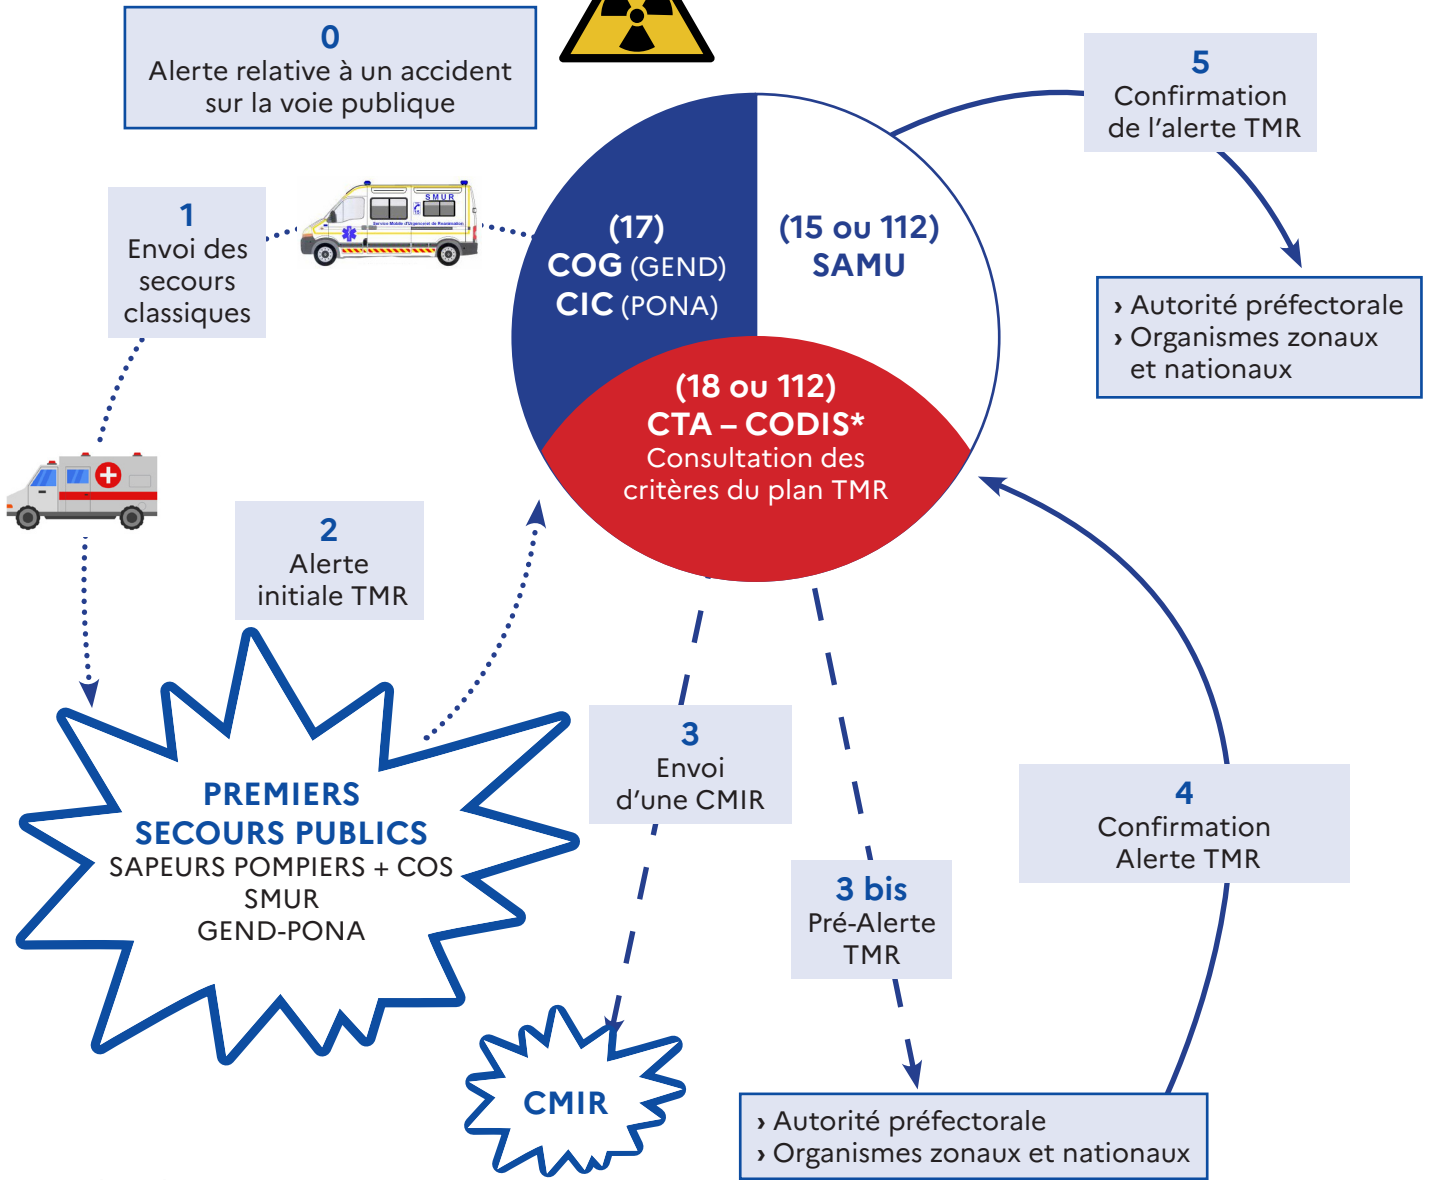 0
Alerte relative à un accident
sur la voie publique
1
Envoi des
secours
classiques
SMUR
(17)
COG (GEND)
CIC (PONA)
(15 ou 112)
SAMU
(18 ou 112)
CTA – CODIS*
Consultation des
critères du plan TMR
5
Confirmation
de l'alerte TMR
› Autorité préfectorale
› Organismes zonaux
et nationaux
2
Alerte
initiale TMR
PREMIERS
SECOURS PUBLICS
SAPEURS POMPIERS + COS
SMUR
GEND-PONA
3
Envoi
d'une CMIR
CMIR
3 bis
Pré-Alerte
TMR
4
Confirmation
Alerte TMR
› Autorité préfectorale
› Organismes zonaux et nationaux